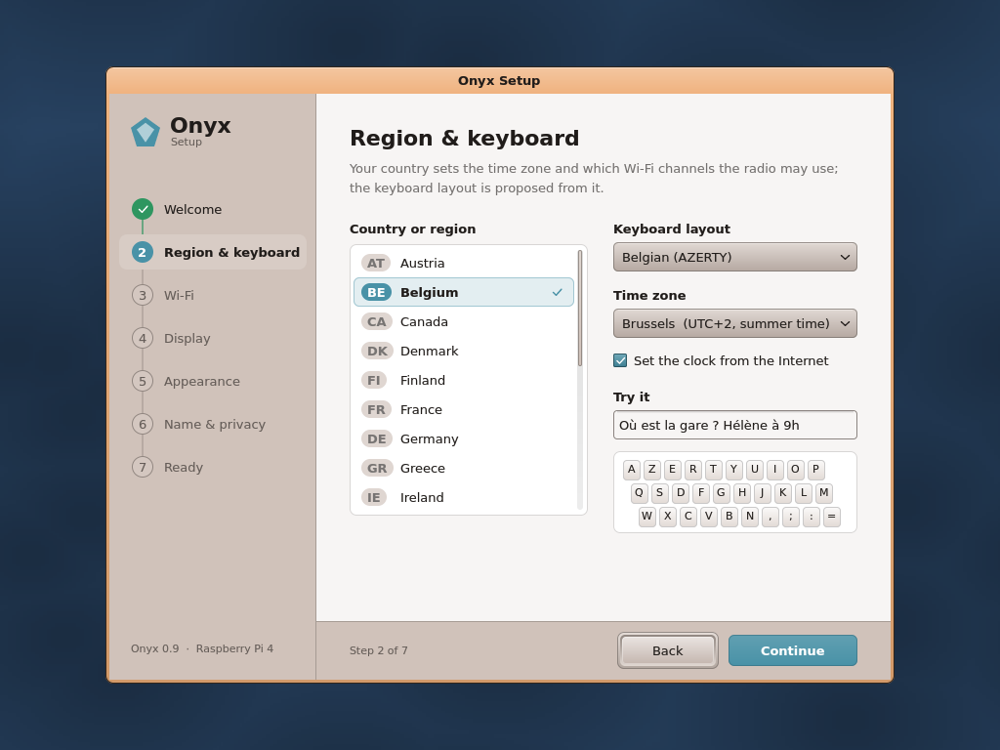 Onyx Setup
Onyx
Setup
Welcome
2 Region & keyboard
3 Wi-Fi
4 Display
5 Appearance
6 Name & privacy
7 Ready
Onyx 0.9 · Raspberry Pi 4
Region & keyboard
Your country sets the time zone and which Wi-Fi channels the radio may use;
the keyboard layout is proposed from it.
Country or region
AT Austria
BE Belgium
CA Canada
DK Denmark
FI Finland
FR France
DE Germany
GR Greece
IE Ireland
Keyboard layout
Belgian (AZERTY)
Time zone
Brussels (UTC+2, summer time)
Set the clock from the Internet
Try it
Où est la gare ? Hélène à 9h
A Z E R T Y U I O P
Q S D F G H J K L M
W X C V B N , ; : =
Step 2 of 7
Back
Continue